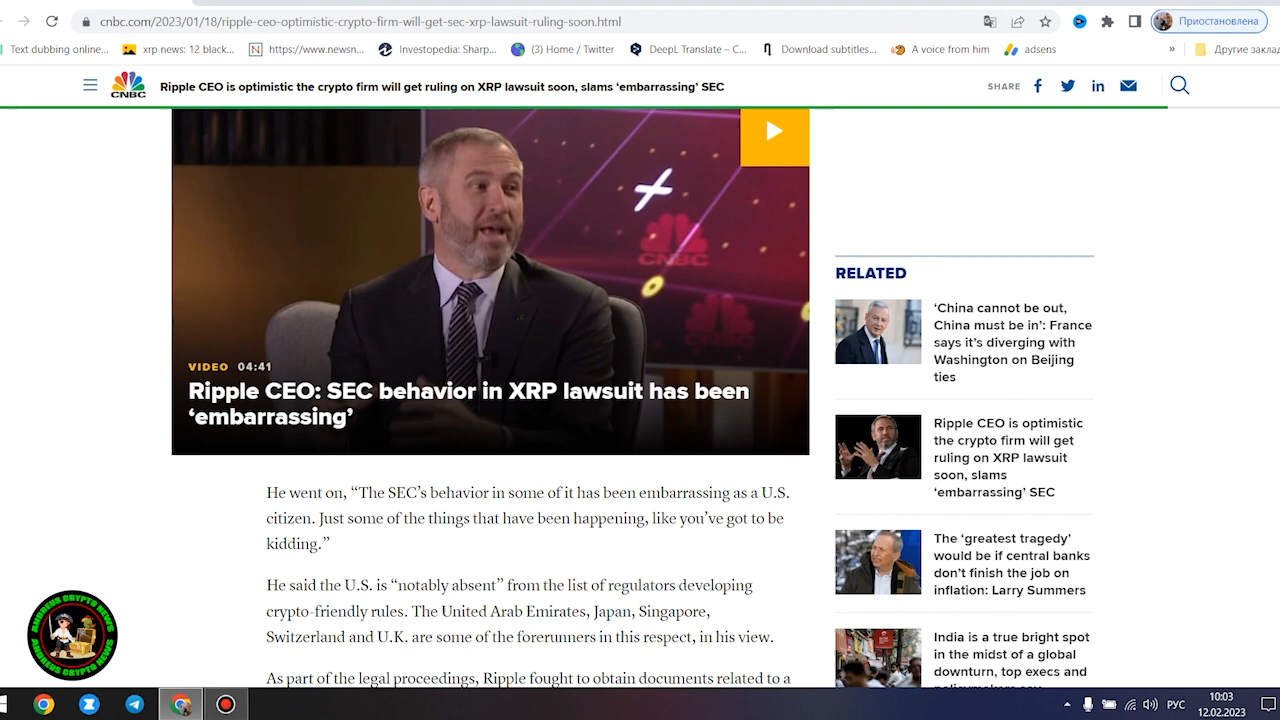 cnbc.com/2023/01/18/ripple-ceo-optimistic-crypto-firm-will-get-sec-xrp-lawsuit-ruling-soon.html
Приостановлена
Text dubbing online...
xrp news: 12 black...
https://www.newsn...
Investopedia: Sharp...
(3) Home / Twitter
DeepL Translate – C...
Download subtitles...
A voice from him
adsens
»
Другие закла
CNBC
Ripple CEO is optimistic the crypto firm will get ruling on XRP lawsuit soon, slams ‘embarrassing’ SEC
SHARE
CNBC
VIDEO 04:41
Ripple CEO: SEC behavior in XRP lawsuit has been
‘embarrassing’
He went on, “The SEC’s behavior in some of it has been embarrassing as a U.S.
citizen. Just some of the things that have been happening, like you’ve got to be
kidding.”
He said the U.S. is “notably absent” from the list of regulators developing
crypto-friendly rules. The United Arab Emirates, Japan, Singapore,
Switzerland and U.K. are some of the forerunners in this respect, in his view.
As part of the legal proceedings, Ripple fought to obtain documents related to a
RELATED
‘China cannot be out,
China must be in’: France
says it’s diverging with
Washington on Beijing
ties
Ripple CEO is optimistic
the crypto firm will get
ruling on XRP lawsuit
soon, slams
‘embarrassing’ SEC
The ‘greatest tragedy’
would be if central banks
don’t finish the job on
inflation: Larry Summers
India is a true bright spot
in the midst of a global
downturn, top execs and
ANDREUS CRYPTO NEWS
ANDREUS CRYPTO NEWS
РУС
10:03
12.02.2023